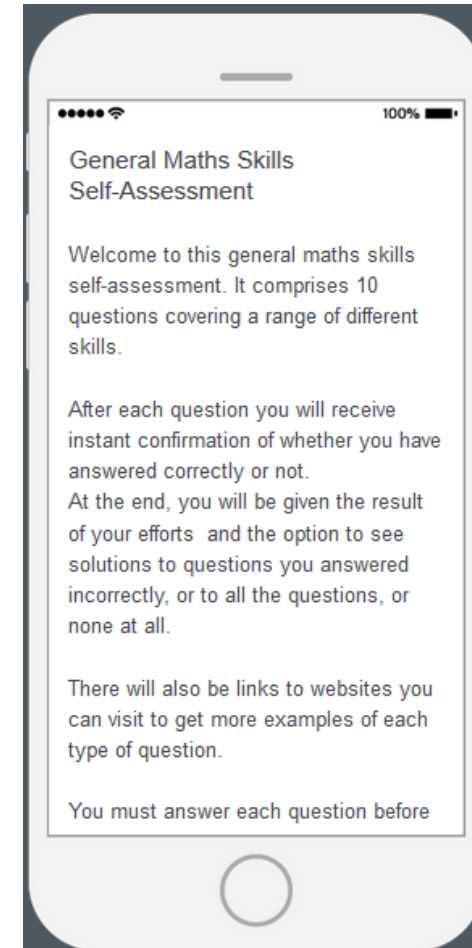 100%
General Maths Skills
Self-Assessment
Welcome to this general maths skills
self-assessment. It comprises 10
questions covering a range of different
skills.
After each question you will receive
instant confirmation of whether you have
answered correctly or not.
At the end, you will be given the result
of your efforts  and the option to see
solutions to questions you answered
incorrectly, or to all the questions, or
none at all.
There will also be links to websites you
can visit to get more examples of each
type of question.
You must answer each question before